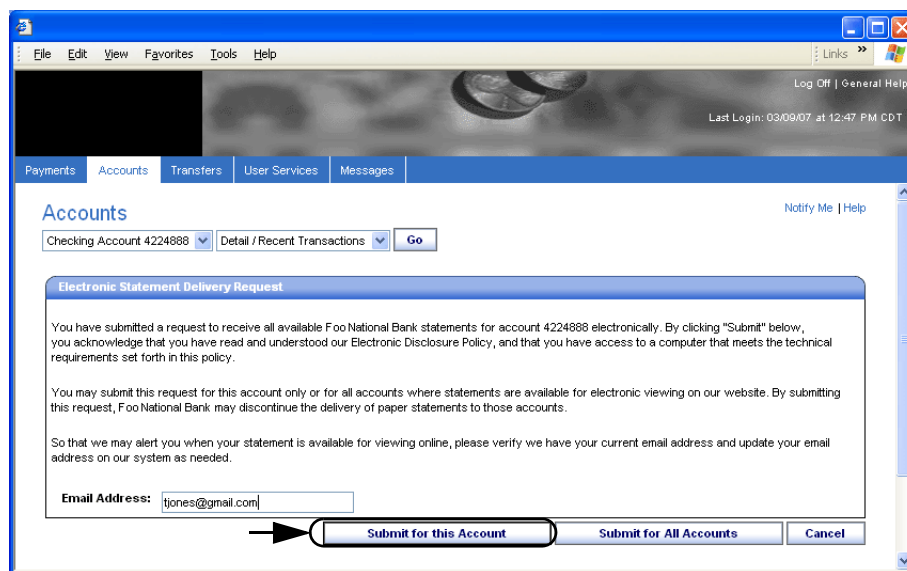 File Edit View Favorites Tools Help Links »
Log Off | General Help
Last Login: 03/09/07 at 12:47 PM CDT
Payments Accounts Transfers User Services Messages
Accounts
Notify Me | Help
Checking Account 4224888 Detail / Recent Transactions Go
Electronic Statement Delivery Request
You have submitted a request to receive all available Foo National Bank statements for account 4224888 electronically. By clicking "Submit" below,
you acknowledge that you have read and understood our Electronic Disclosure Policy, and that you have access to a computer that meets the technical
requirements set forth in this policy.
You may submit this request for this account only or for all accounts where statements are available for electronic viewing on our website. By submitting
this request, Foo National Bank may discontinue the delivery of paper statements to those accounts.
So that we may alert you when your statement is available for viewing online, please verify we have your current email address and update your email
address on our system as needed.
Email Address: tjones@gmail.com
Submit for this Account Submit for All Accounts Cancel